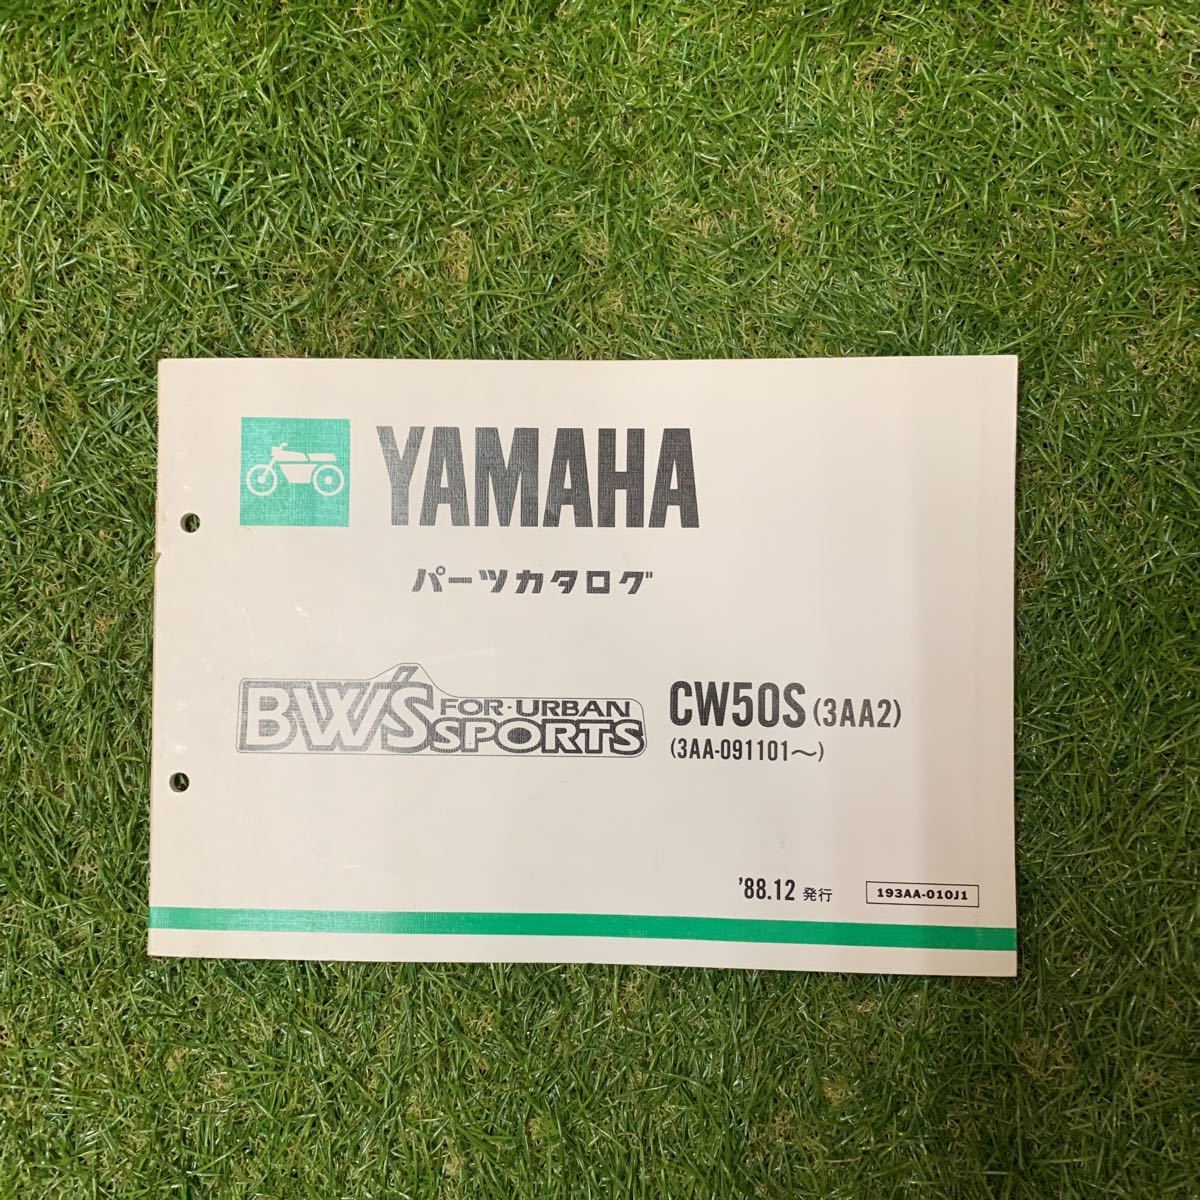 YAMAHA
パーツカタログ
BW'S FOR・URBAN SPORTS
CW50S (3AA2)
(3AA-091101～)
'88.12 発行
193AA-010J1